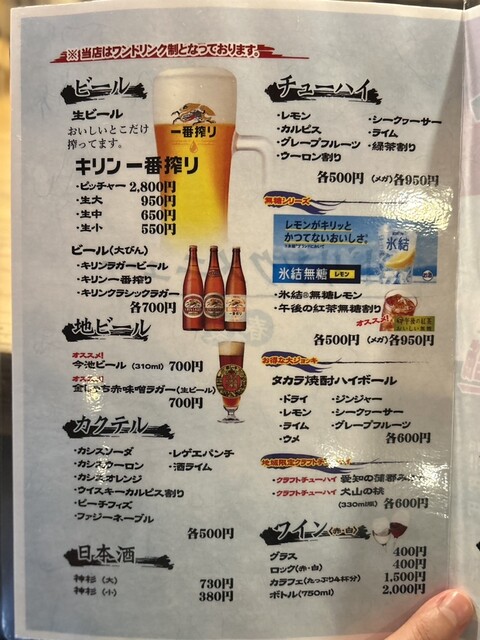 ※当店はワンドリンク制となっております。
ビール
生ビール
おいしいとこだけ
搾ってます。
キリン一番搾り
・ピッチャー 2,800円
・生大 950円
・生中 650円
・生小 550円
一番搾り
ビール(大びん)
・キリンラガービール
・キリン一番搾り
・キリンクラシックラガー
各700円
地ビール
オススメ!
今池ビール (310ml) 700円
オススメ!
金しゃち赤味噌ラガー(生ビール)
700円
カクテル
・カシスソーダ ・レゲエパンチ
・カシスウーロン ・酒ライム
・カシスオレンジ
・ウイスキーカルピス割り
・ピーチフィズ
・ファジーネーブル
各500円
日本酒
神杉 (大) 730円
神杉 (小) 380円
チューハイ
・レモン ・シークヮーサー
・カルピス ・ライム
・グレープフルーツ ・緑茶割り
・ウーロン割り
各500円 (メガ)各950円
無糖シリーズ
レモンがキリッと
かつてないおいしさ。
氷結無糖 レモン
氷結
・氷結®無糖レモン
・午後の紅茶無糖割り
オススメ!
各500円 (メガ)各950円
お得な大ジョッキ
タカラ焼酎ハイボール
・ドライ ・ジンジャー
・レモン ・シークヮーサー
・ライム ・グレープフルーツ
・ウメ 各600円
地域限定クラフトチューハイ
・クラフトチューハイ 愛知の蒲郡み
・クラフトチューハイ 犬山の桃
(330ml瓶) 各600円
ワイン(赤・白)
グラス 400円
ロック(赤・白) 400円
カラフェ(たっぷり4杯分) 1,500円
ボトル(750ml) 2,000円